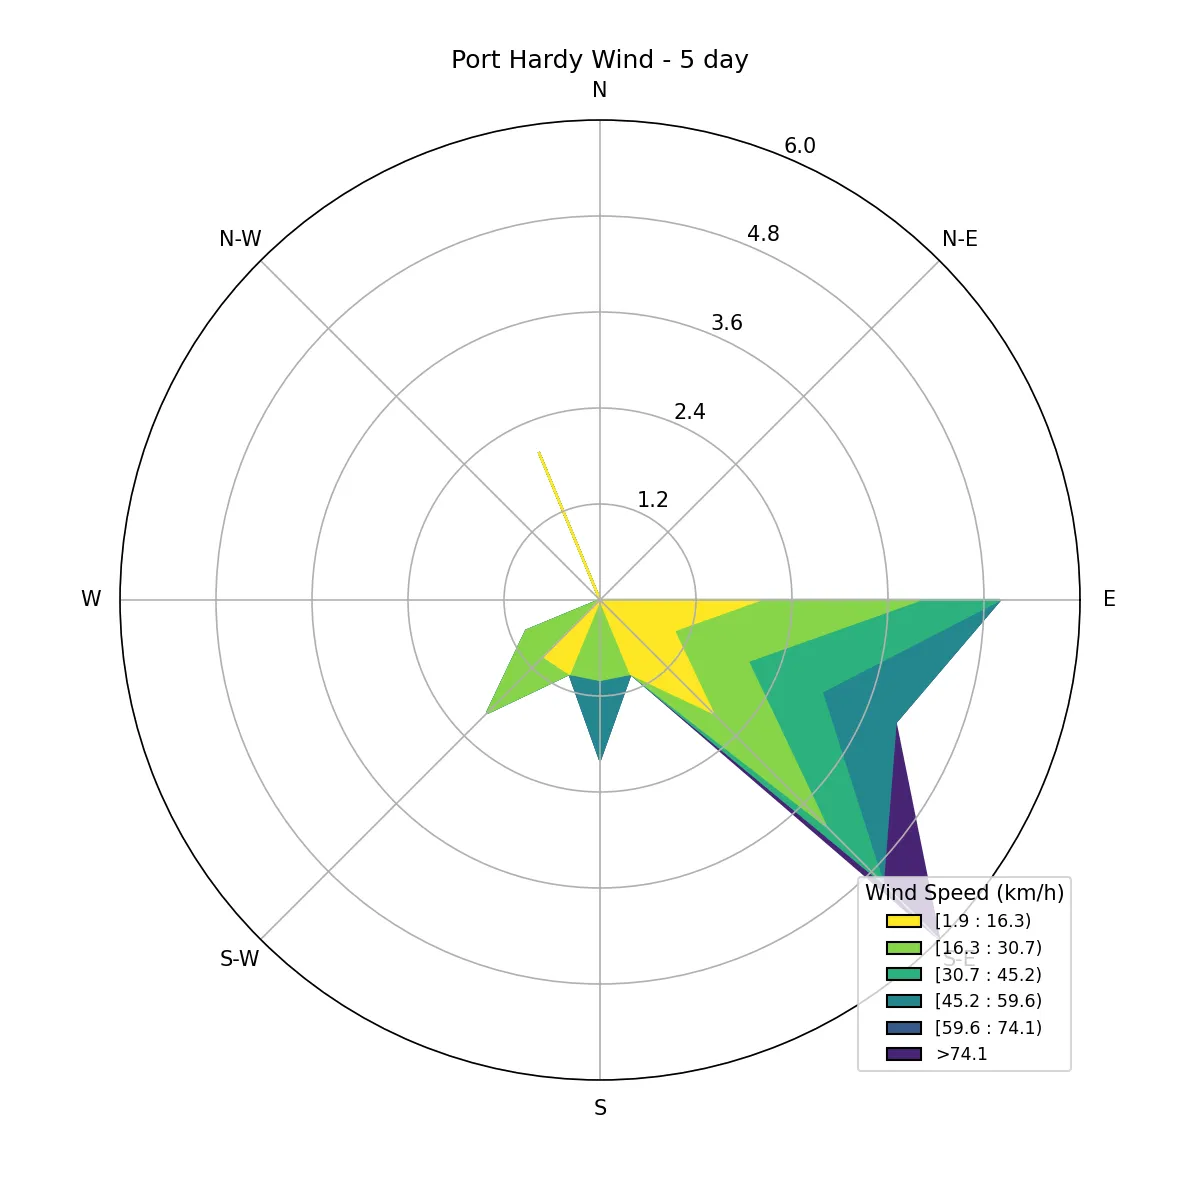 Port Hardy Wind - 5 day
N
6.0
4.8
N-W
N-E
3.6
2.4
1.2
W
E
Wind Speed (km/h)
[1.9 : 16.3)
[16.3 : 30.7)
S-W
S-E
[30.7 : 45.2)
[45.2 : 59.6)
[59.6 : 74.1)
>74.1
S